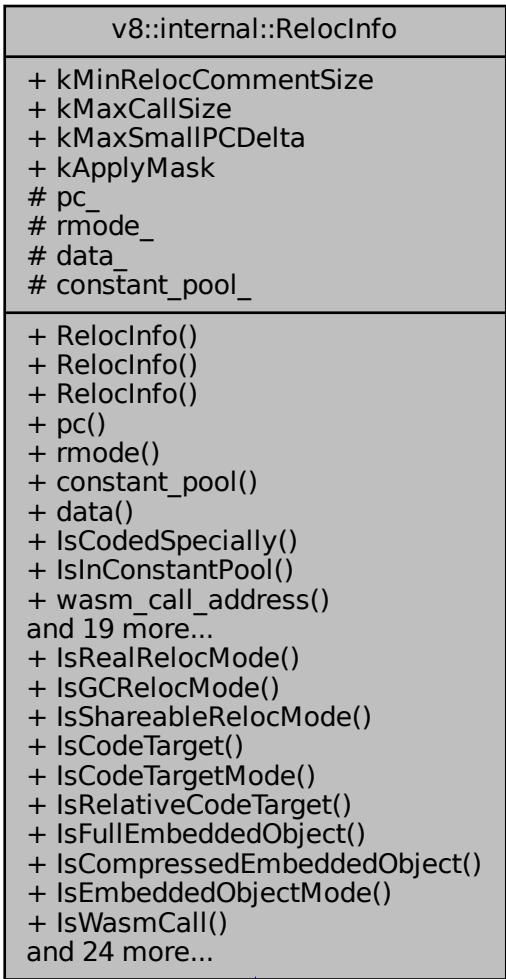 v8::internal::RelocInfo
+ kMinRelocCommentSize
+ kMaxCallSize
+ kMaxSmallPCDelta
+ kApplyMask
# pc_
# rmode_
# data_
# constant_pool_
+ RelocInfo()
+ RelocInfo()
+ RelocInfo()
+ pc()
+ rmode()
+ constant_pool()
+ data()
+ IsCodedSpecially()
+ IsInConstantPool()
+ wasm_call_address()
and 19 more...
+ IsRealRelocMode()
+ IsGCRelocMode()
+ IsShareableRelocMode()
+ IsCodeTarget()
+ IsCodeTargetMode()
+ IsRelativeCodeTarget()
+ IsFullEmbeddedObject()
+ IsCompressedEmbeddedObject()
+ IsEmbeddedObjectMode()
+ IsWasmCall()
and 24 more...